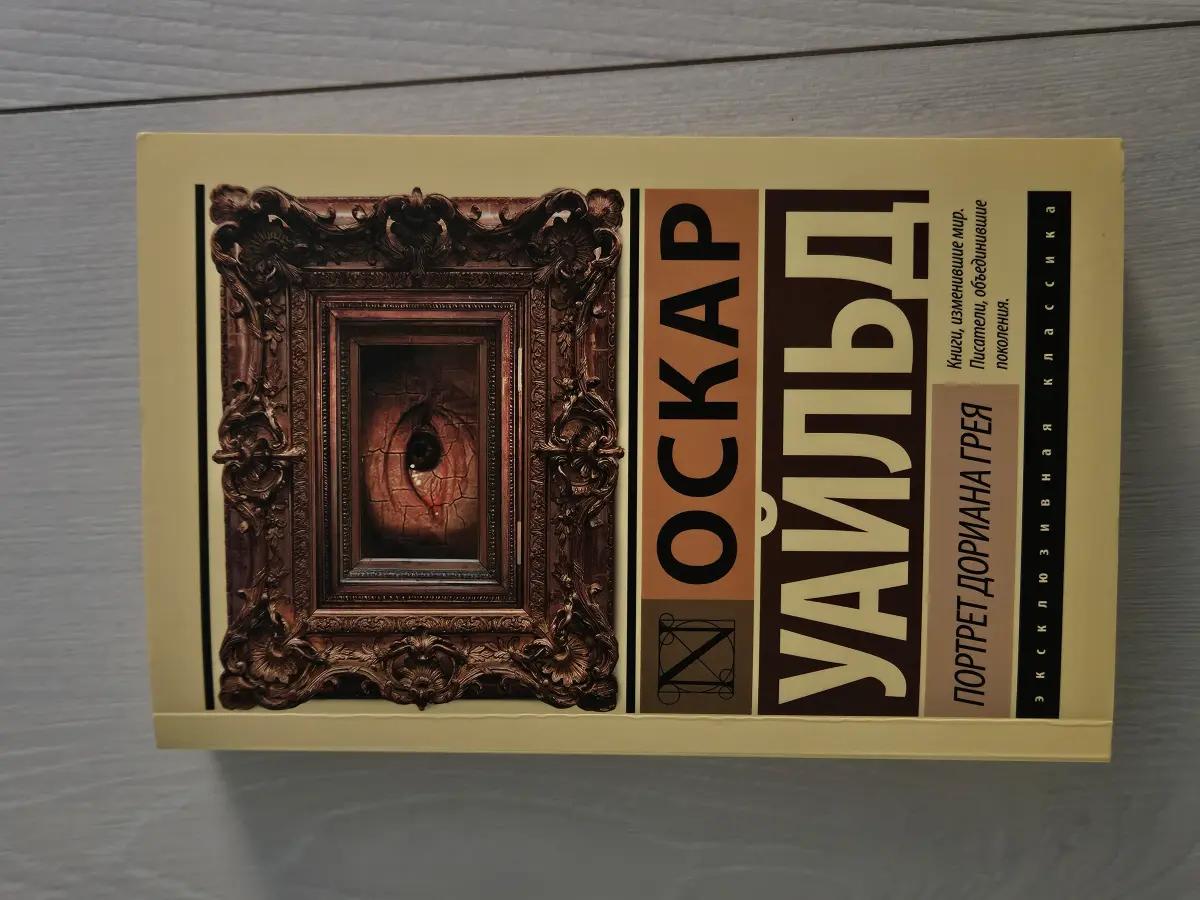 ОСКАР
УАЙЛЬД
ПОРТРЕТ ДОРИАНА ГРЕЯ
Книги, изменившие мир.
Писатели, объединившие
поколения.
эксклюзивная классика